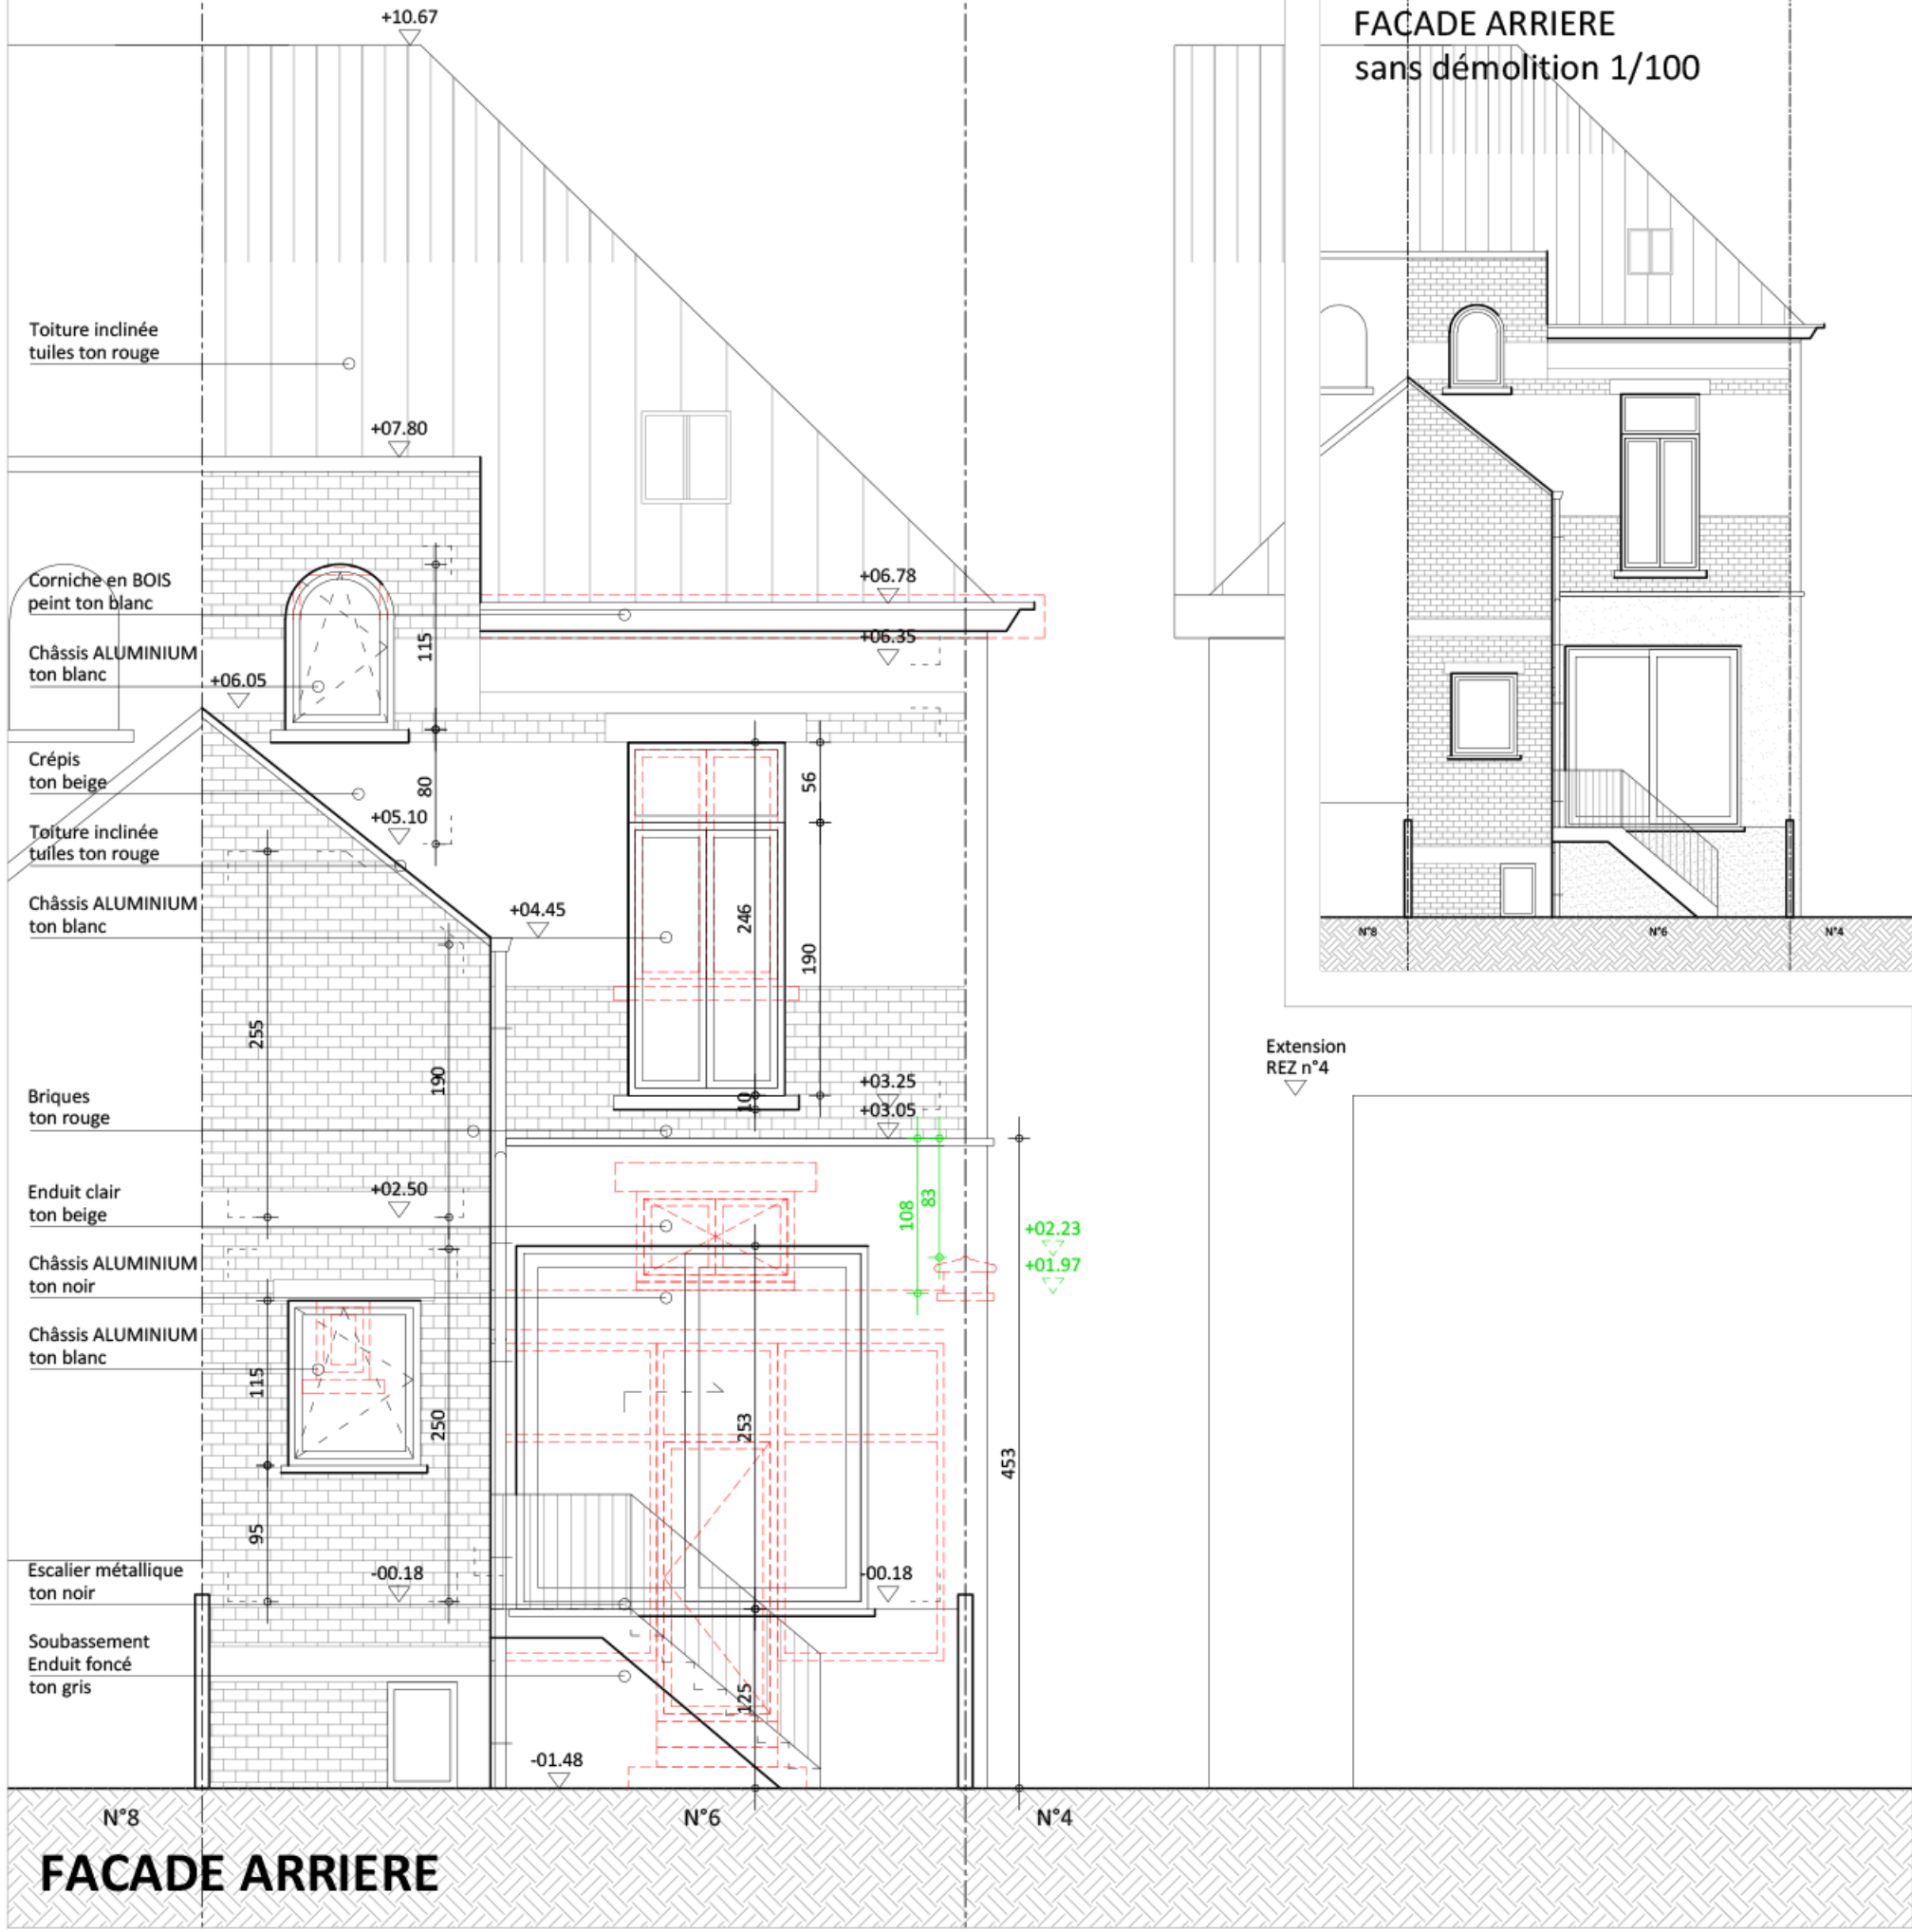 +10.67
FACADE ARRIERE
sans démolition 1/100
Toiture inclinée
tuiles ton rouge
+07.80
Corniche en BOIS
peint ton blanc
+06.78
+06.35
115
Châssis ALUMINIUM
ton blanc
+06.05
Crépis
ton beige
80
56
+05.10
Toiture inclinée
tuiles ton rouge
Châssis ALUMINIUM
ton blanc
+04.45
246
190
N°8
N°6
N°4
255
190
Extension
REZ n°4
Briques
ton rouge
10
+03.25
+03.05
Enduit clair
ton beige
+02.50
108
83
+02.23
+01.97
Châssis ALUMINIUM
ton noir
Châssis ALUMINIUM
ton blanc
115
250
253
453
95
Escalier métallique
ton noir
-00.18
-00.18
Soubassement
Enduit foncé
ton gris
125
-01.48
N°8
N°6
N°4
FACADE ARRIERE